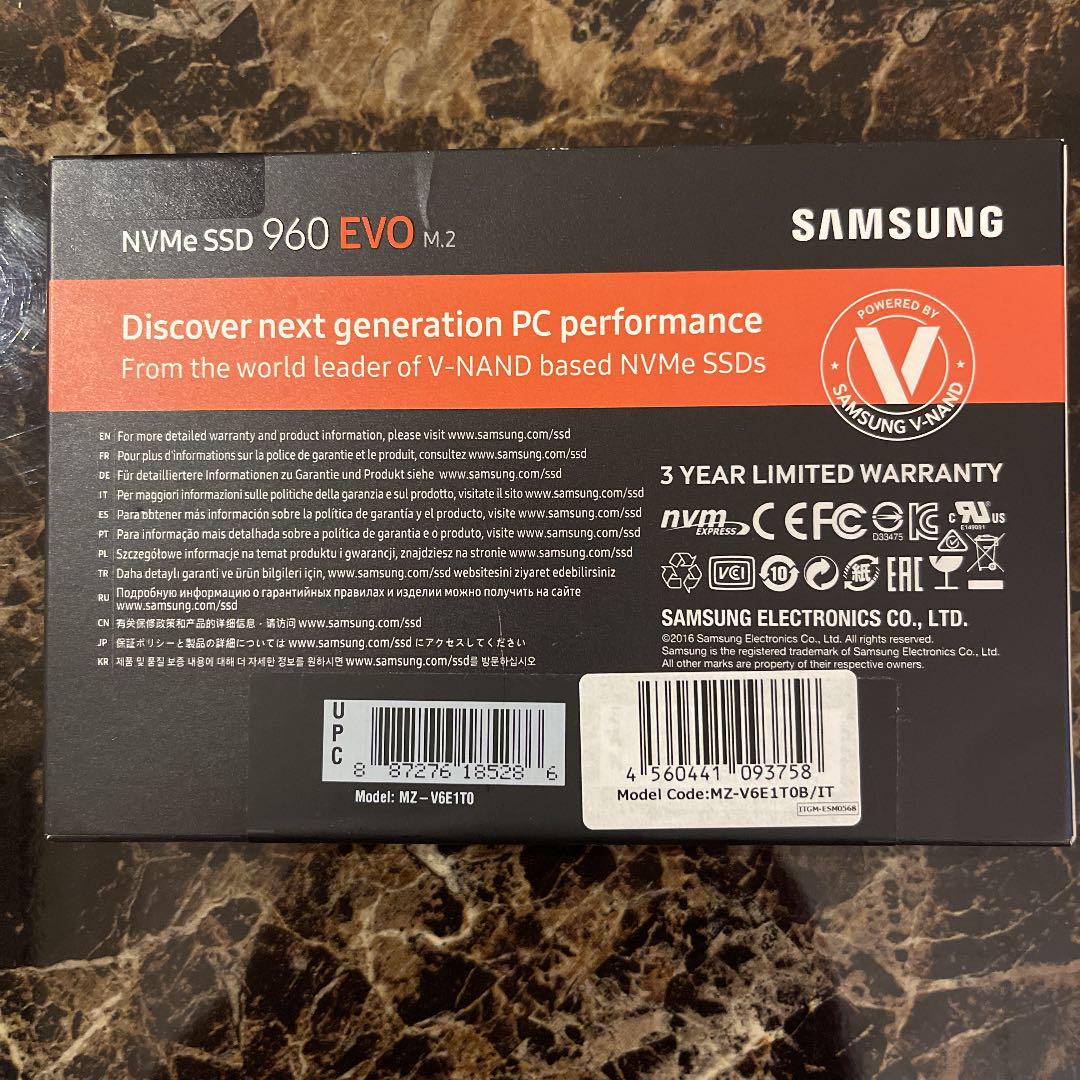 NVMe SSD 960 EVO M.2
SAMSUNG
Discover next generation PC performance
From the world leader of V-NAND based NVMe SSDs
POWERED BY
V
SAMSUNG V-NAND
EN For more detailed warranty and product information, please visit www.samsung.com/ssd
FR Pour plus d'informations sur la police de garantie et le produit, consultez www.samsung.com/ssd
DE Für detailliertere Informationen zu Garantie und Produkt siehe www.samsung.com/ssd
IT Per maggiori informazioni sulle politiche della garanzia e sul prodotto, visitate il sito www.samsung.com/ssd
ES Para obtener más información sobre la política de garantía y el producto, visite www.samsung.com/ssd
PT Para informação mais detalhada sobre a política de garantia e o produto, visite www.samsung.com/ssd
PL Szczegółowe informacje na temat produktu i gwarancji, znajdziesz na stronie www.samsung.com/ssd
TR Daha detaylı garanti ve ürün bilgileri için, www.samsung.com/ssd websitesini ziyaret edebilirsiniz
RU Подробную информацию о гарантийных правилах и изделии можно получить на сайте
www.samsung.com/ssd
CN 有关保修政策和产品的详细信息，请访问 www.samsung.com/ssd
JP 保証ポリシーと製品の詳細については www.samsung.com/ssd にアクセスしてください
KR 제품 및 품질 보증 내용에 대해 더 자세한 정보를 원하시면 www.samsung.com/ssd를 방문하십시오
3 YEAR LIMITED WARRANTY
nvm EXPRESS CE FC D33475 KC c RU US E149091
VCI 10 紙 EAC
SAMSUNG ELECTRONICS CO., LTD.
©2016 Samsung Electronics Co., Ltd. All rights reserved.
Samsung is the registered trademark of Samsung Electronics Co., Ltd.
All other marks are property of their respective owners.
UPC
8 87276 18528 6
Model: MZ-V6E1T0
4 560441 093758
Model Code:MZ-V6E1T0B/IT
ITGM-ESM0568